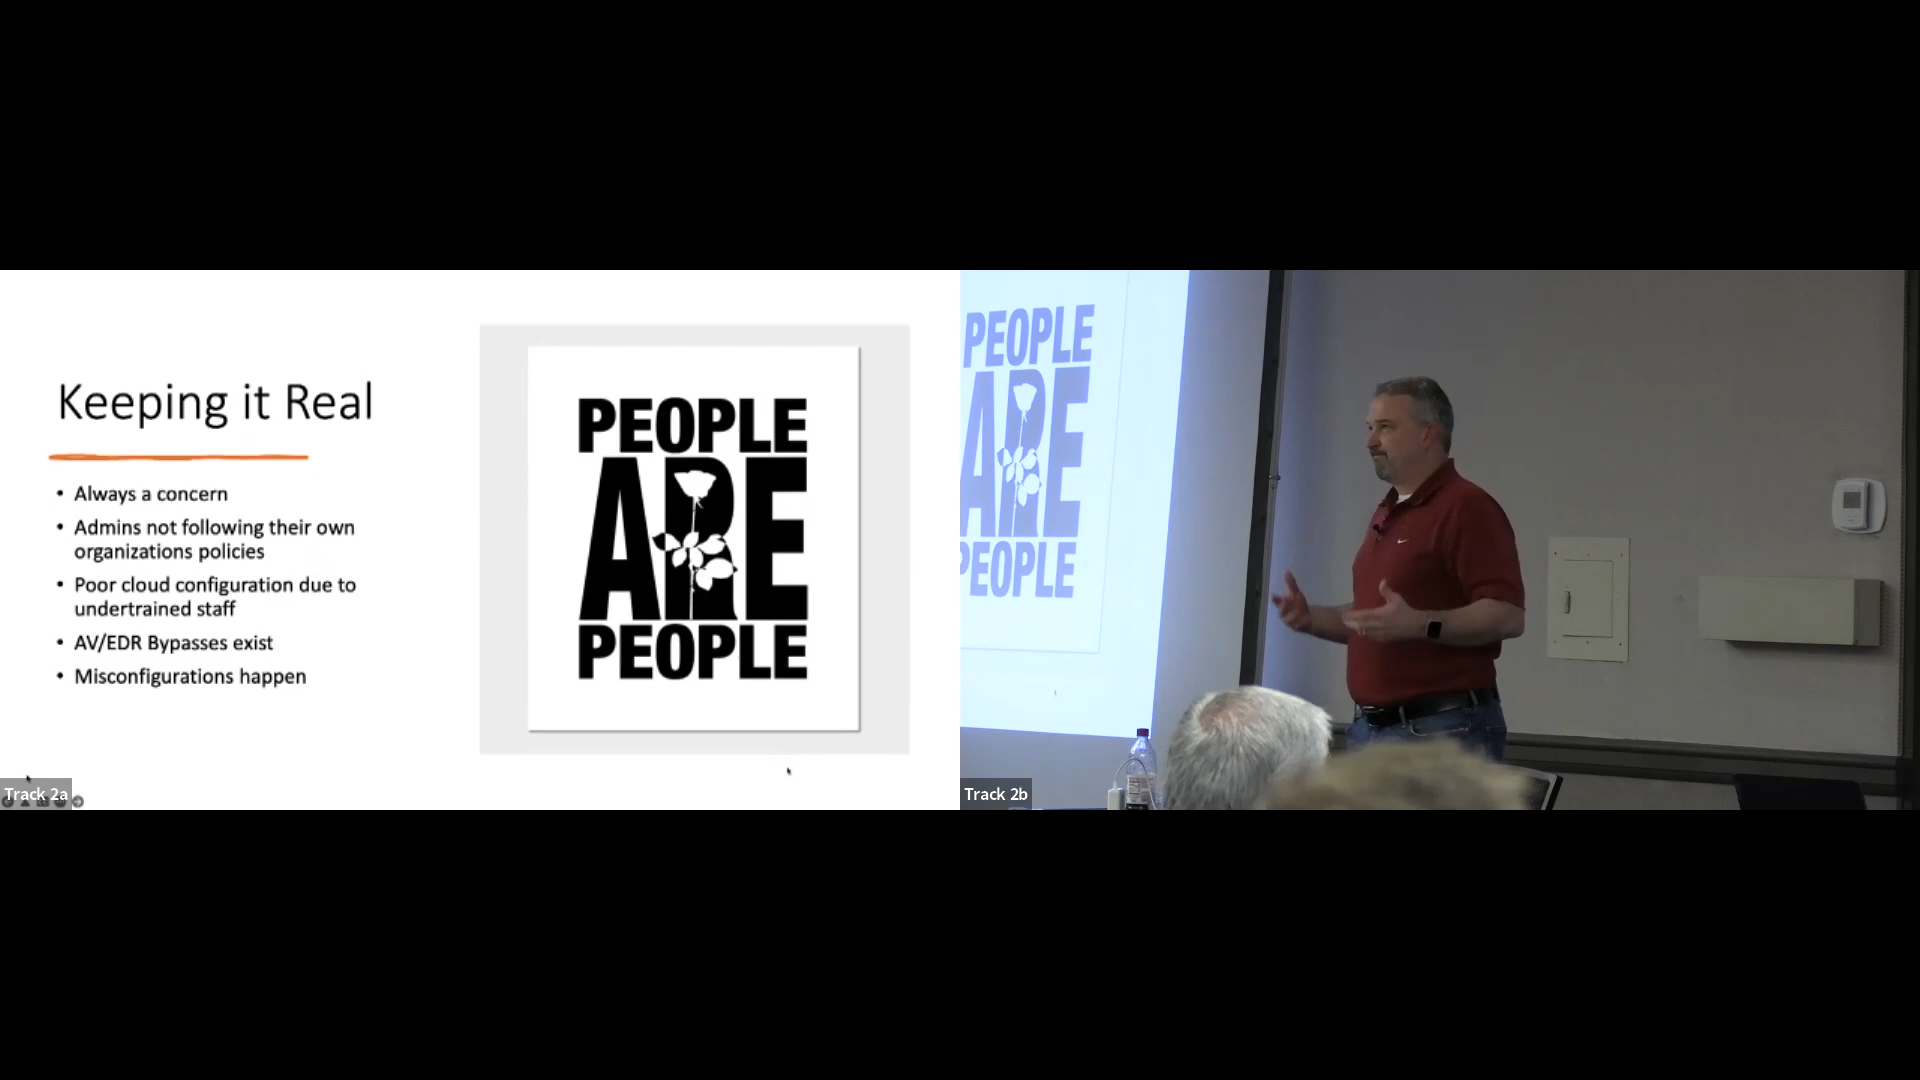 Keeping it Real
• Always a concern
• Admins not following their own
organizations policies
• Poor cloud configuration due to
undertrained staff
• AV/EDR Bypasses exist
• Misconfigurations happen
PEOPLE
ARE
PEOPLE
Track 2a
PEOPLE
ARE
PEOPLE
Track 2b